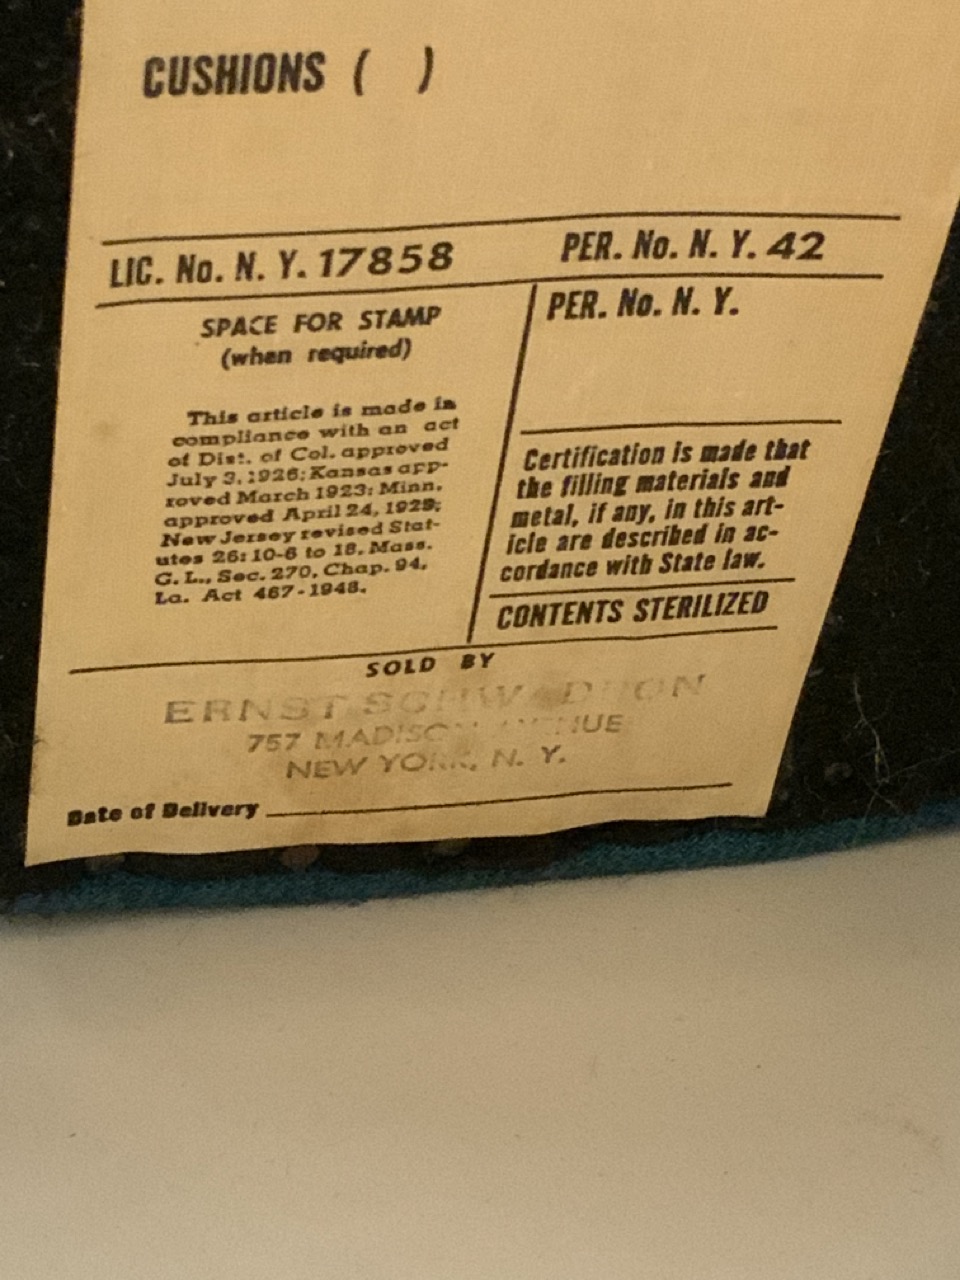 CUSHIONS ( )
LIC. No. N. Y. 17858
PER. No. N. Y. 42
SPACE FOR STAMP
(when required)
This article is made in
compliance with an act
of Dist. of Col. approved
July 3, 1926; Kansas app-
roved March 1923; Minn.
approved April 24, 1929;
New Jersey revised Stat-
utes 26: 10-6 to 18, Mass.
G. L., Sec. 270, Chap. 94,
La. Act 467-1948.
PER. No. N. Y.
Certification is made that
the filling materials and
metal, if any, in this art-
icle are described in ac-
cordance with State law.
CONTENTS STERILIZED
SOLD BY
ERNST
757 MADISON AVENUE
NEW YORK, N. Y.
Date of Delivery